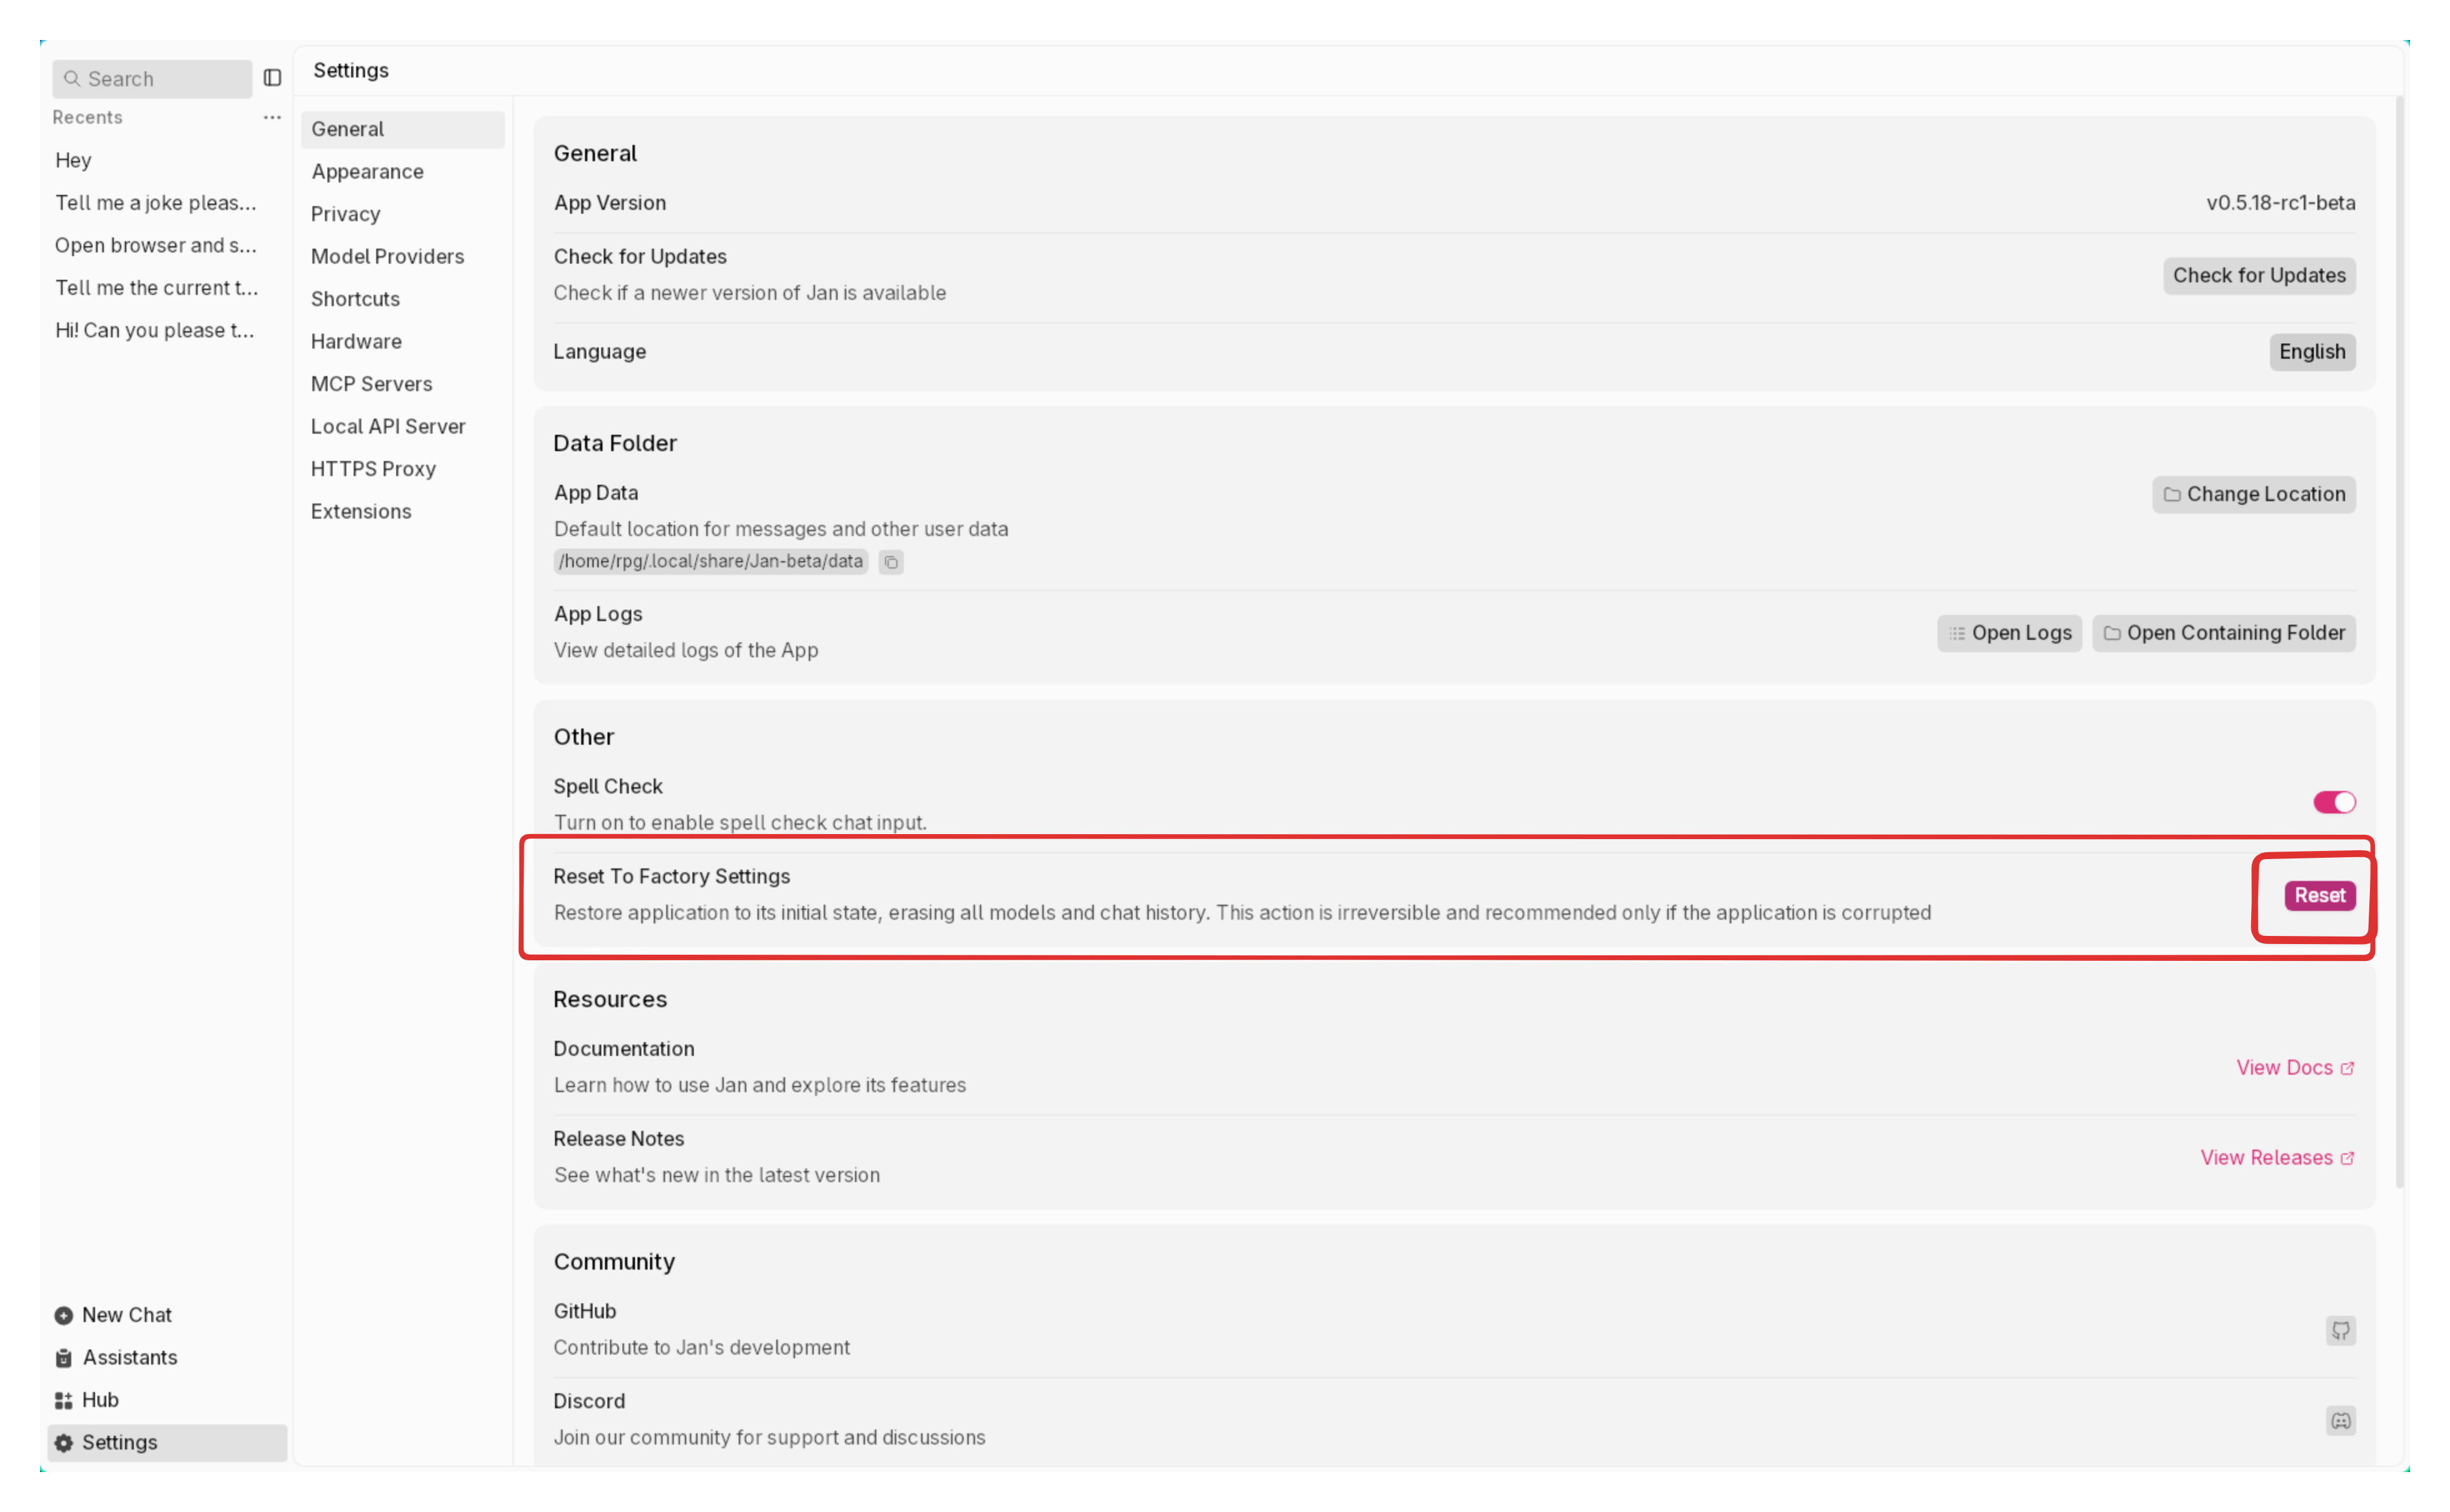 Search
Recents
Hey
Tell me a joke pleas...
Open browser and s...
Tell me the current t...
Hi! Can you please t...
New Chat
Assistants
Hub
Settings
Settings
General
Appearance
Privacy
Model Providers
Shortcuts
Hardware
MCP Servers
Local API Server
HTTPS Proxy
Extensions
General
App Version
v0.5.18-rc1-beta
Check for Updates
Check if a newer version of Jan is available
Check for Updates
Language
English
Data Folder
App Data
Default location for messages and other user data
/home/rpg/.local/share/Jan-beta/data
Change Location
App Logs
View detailed logs of the App
Open Logs
Open Containing Folder
Other
Spell Check
Turn on to enable spell check chat input.
Reset To Factory Settings
Restore application to its initial state, erasing all models and chat history. This action is irreversible and recommended only if the application is corrupted
Reset
Resources
Documentation
Learn how to use Jan and explore its features
View Docs
Release Notes
See what's new in the latest version
View Releases
Community
GitHub
Contribute to Jan's development
Discord
Join our community for support and discussions